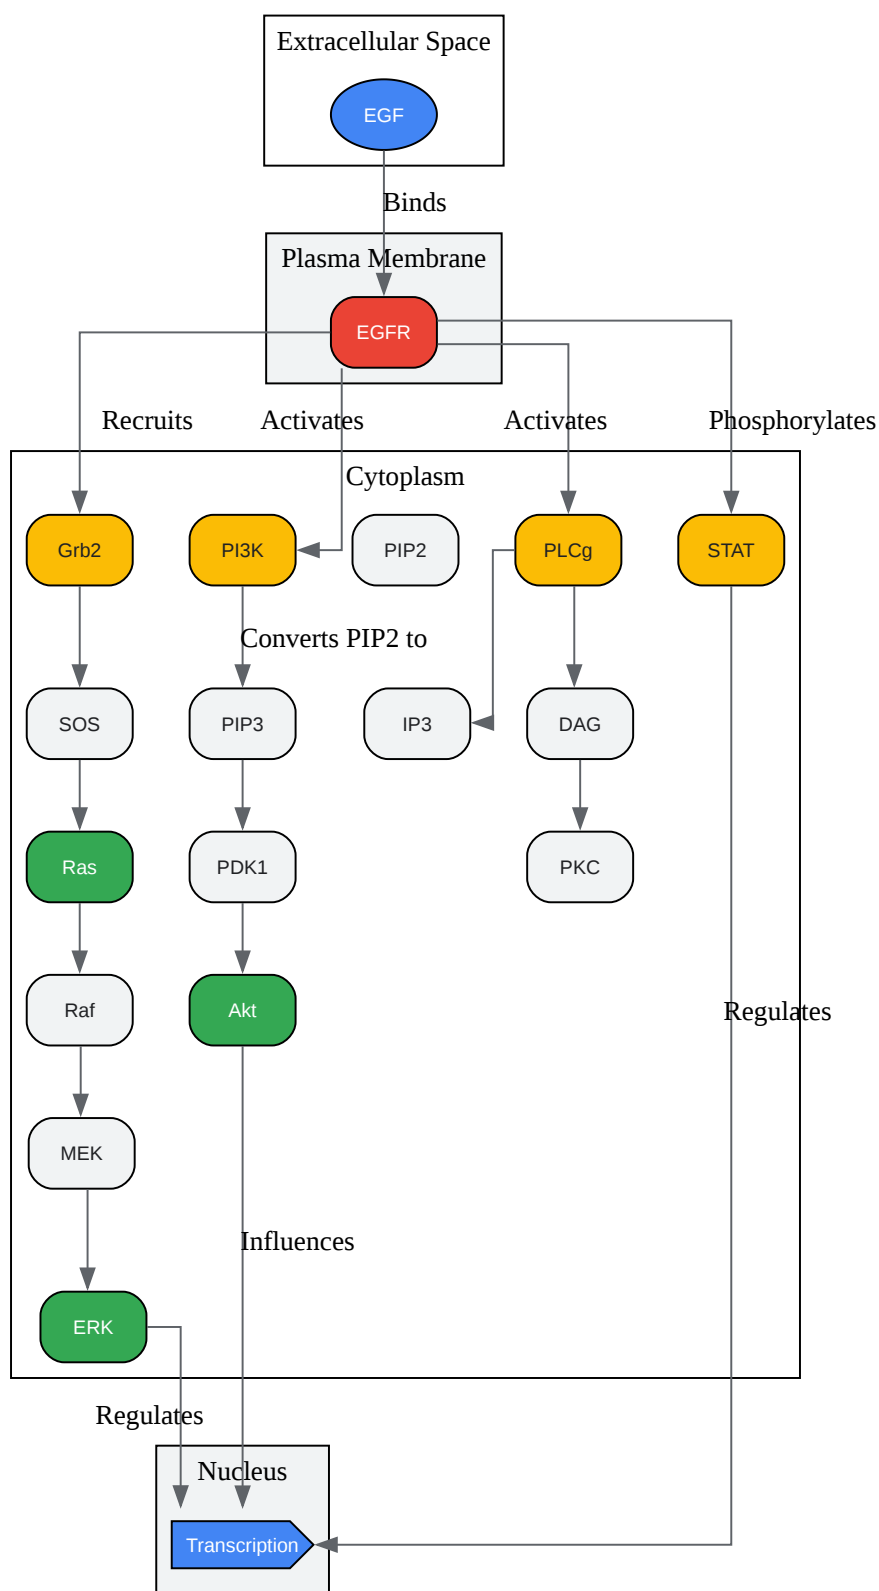 Extracellular Space
EGF
Binds
Plasma Membrane
EGFR
Recruits
Activates
Activates
Phosphorylates
Cytoplasm
Grb2
PI3K
PIP2
PLCg
STAT
Converts PIP2 to
SOS
PIP3
IP3
DAG
Ras
PDK1
PKC
Raf
Akt
Regulates
MEK
Influences
ERK
Regulates
Nucleus
Transcription